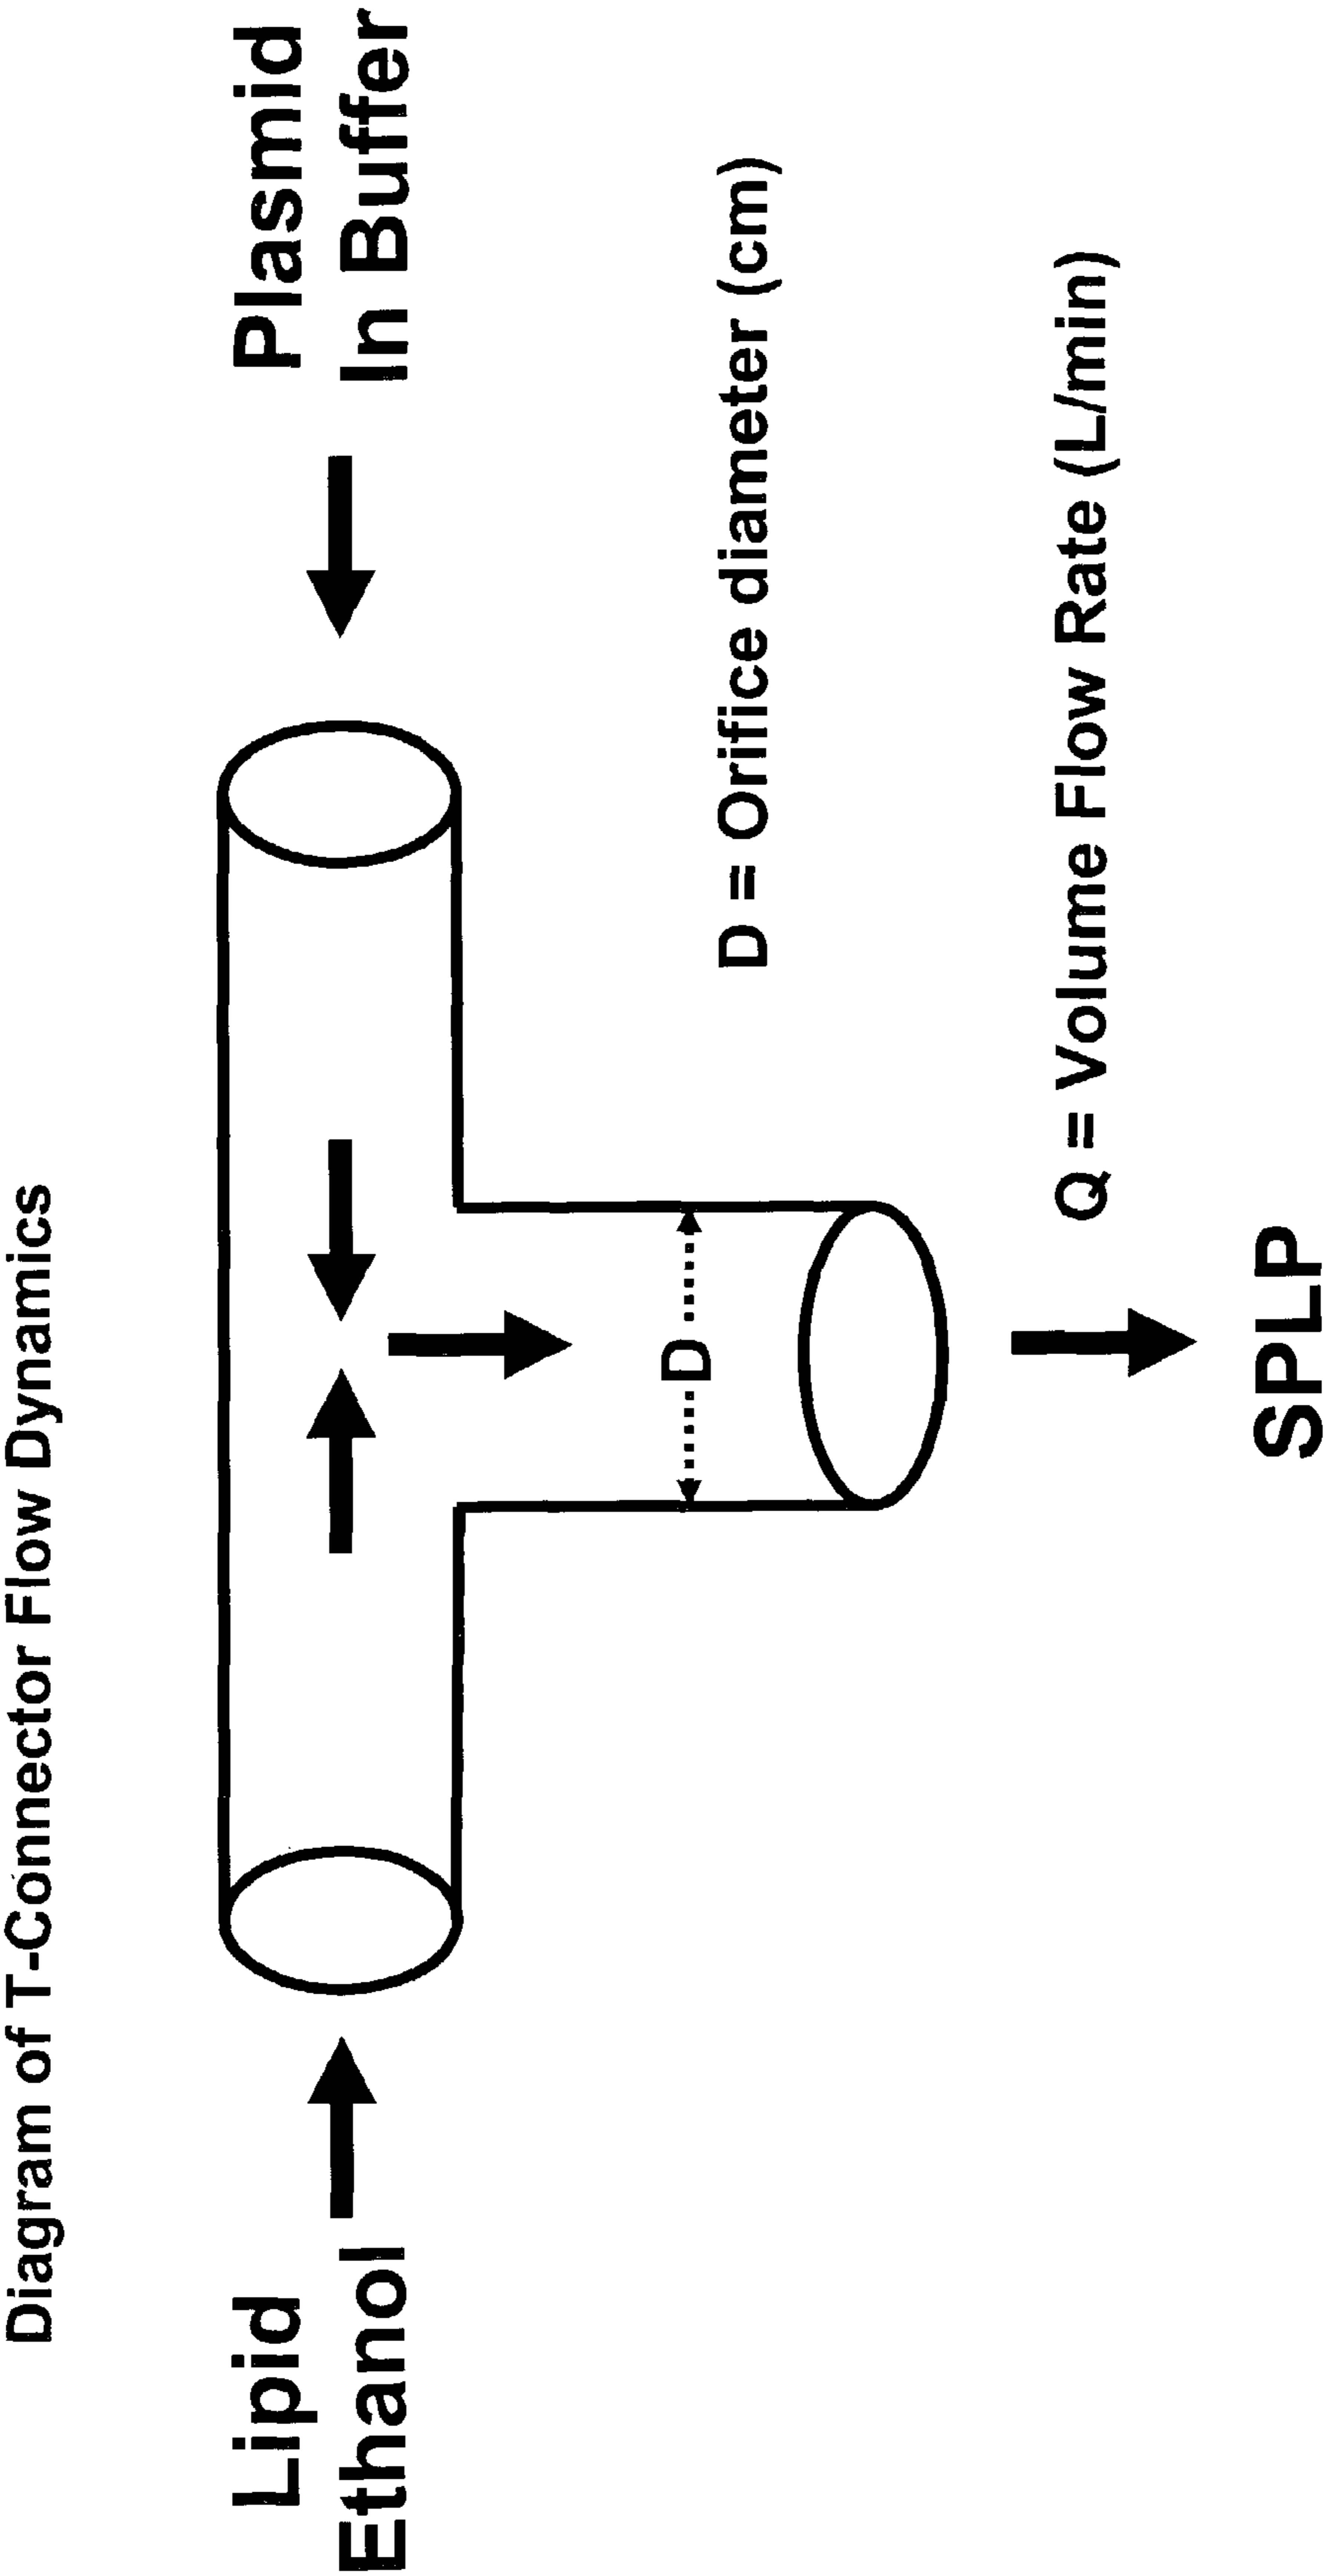 Diagram of T-Connector Flow Dynamics
Lipid
Ethanol
Plasmid
In Buffer
D
D = Orifice diameter (cm)
Q = Volume Flow Rate (L/min)
SPLP